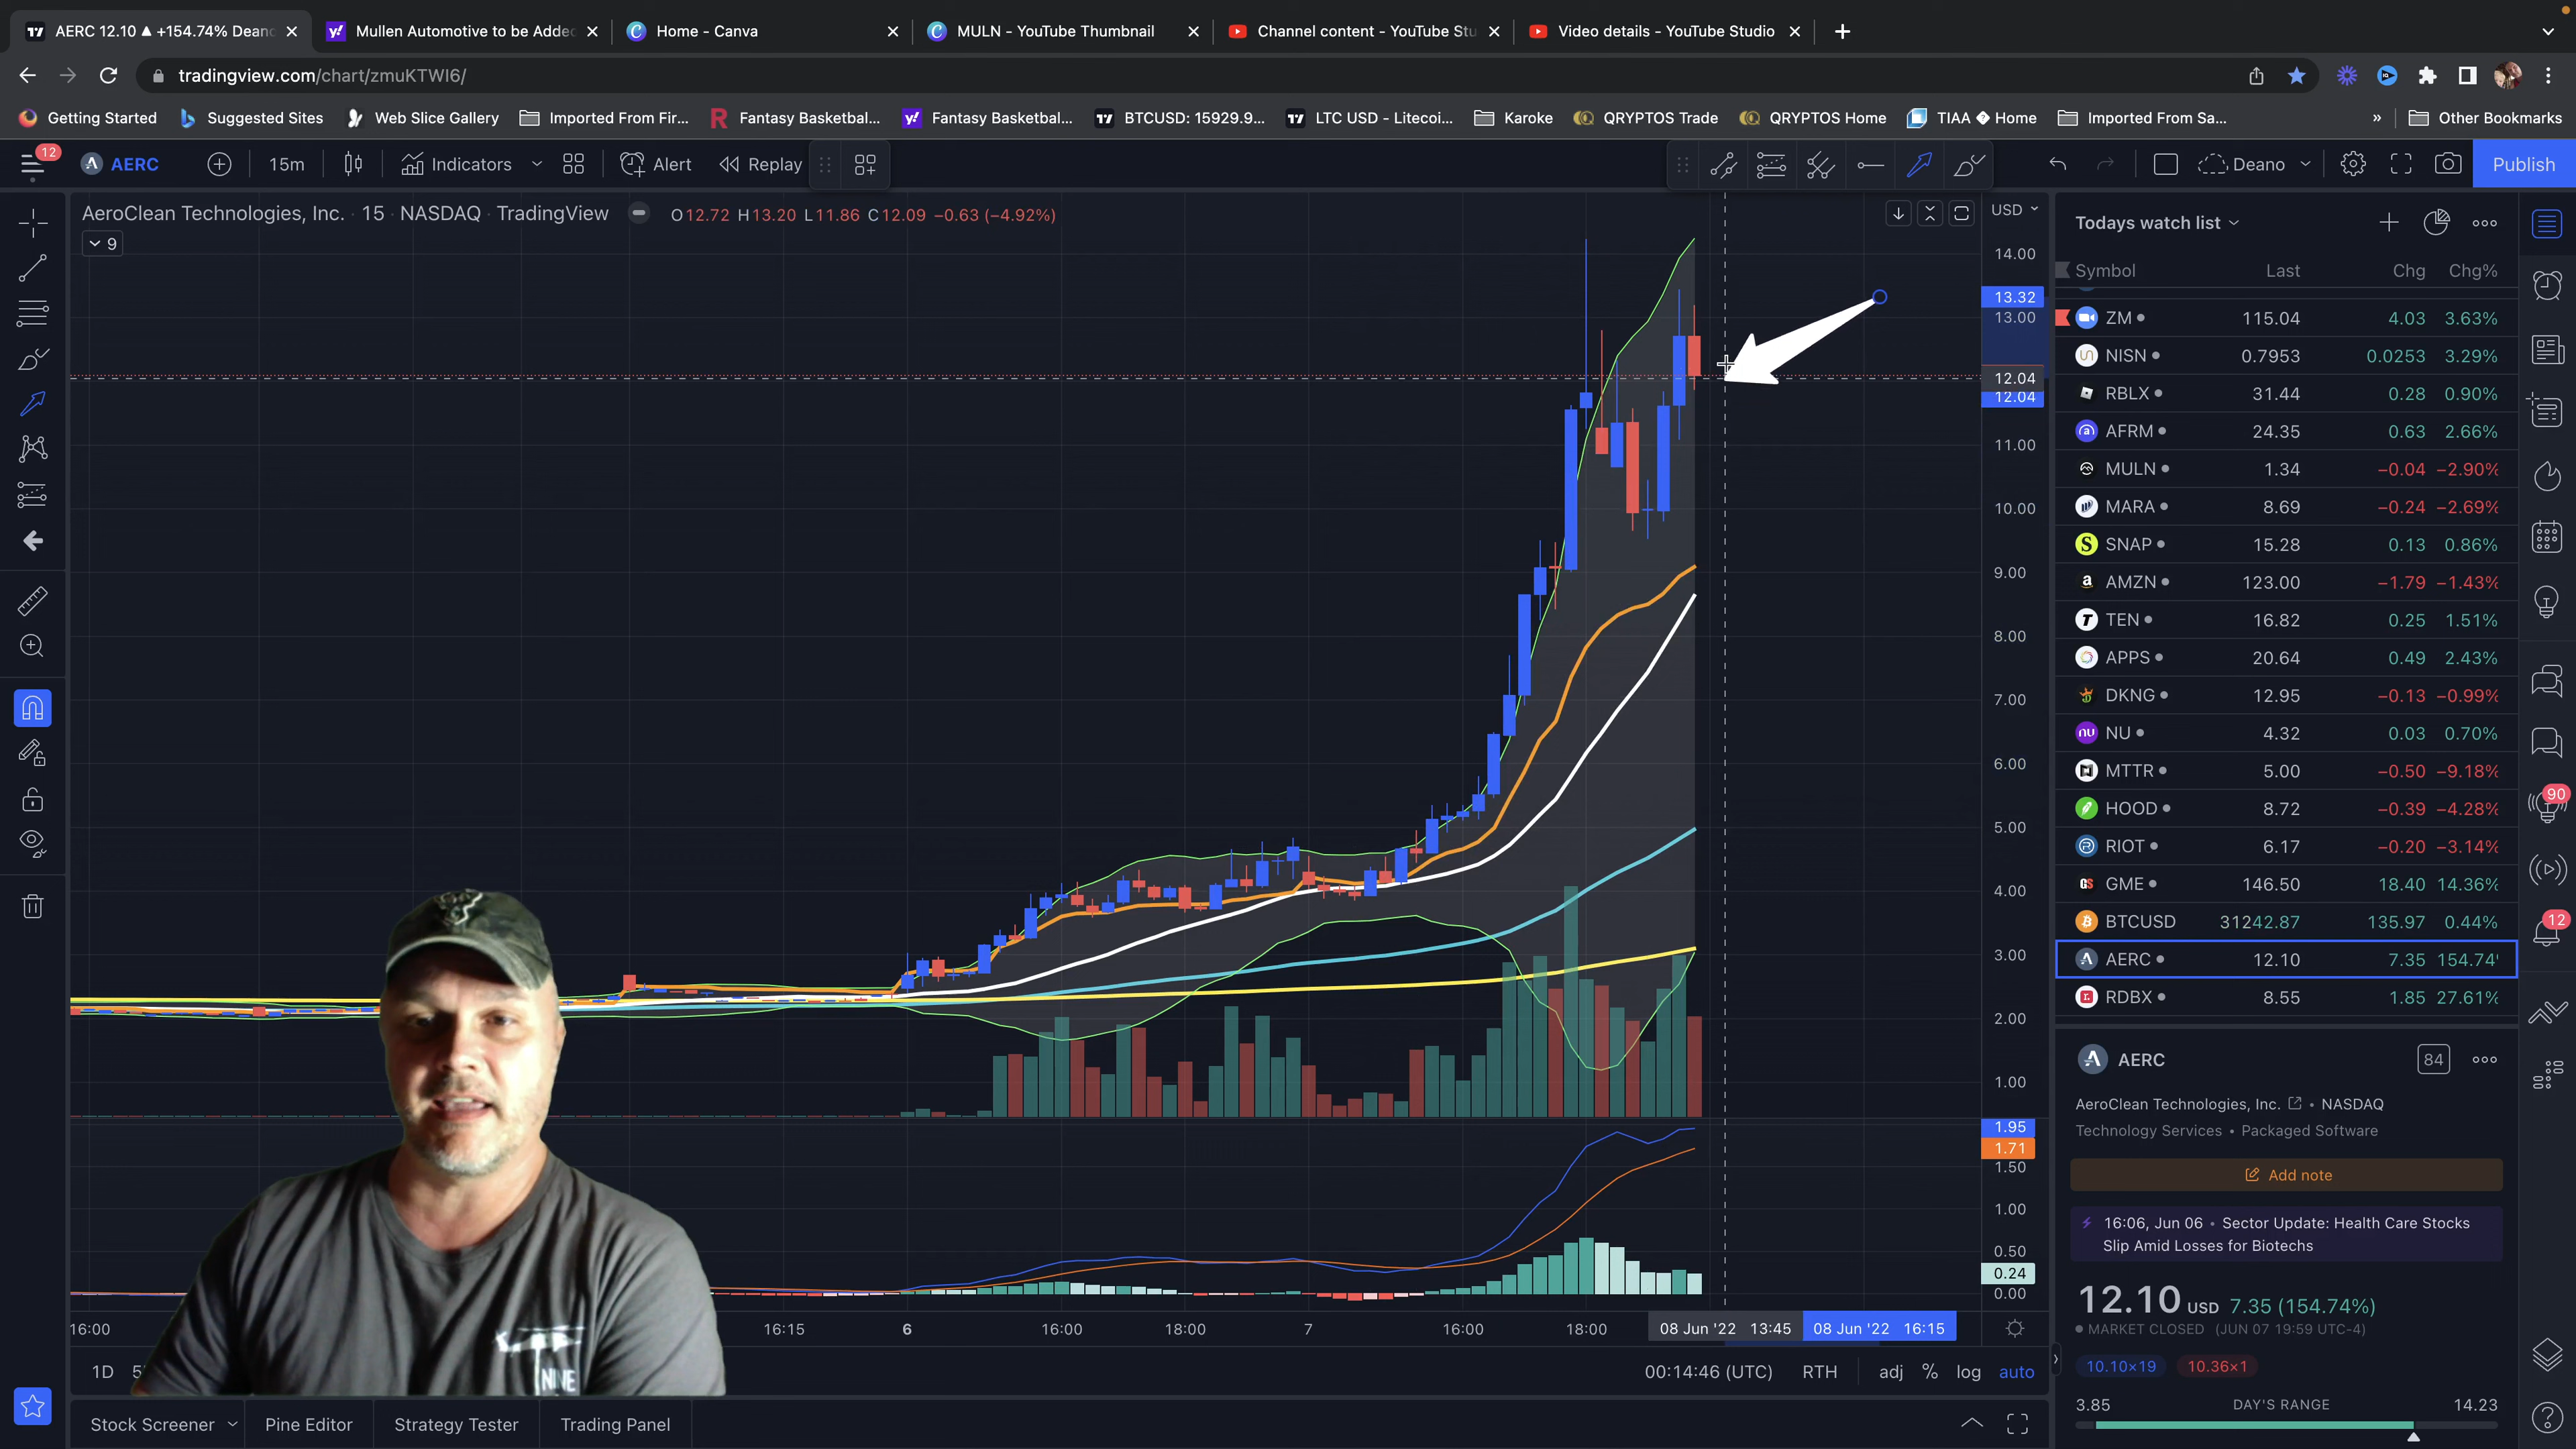 AERC 12.10 ▲ +154.74% Deano
Mullen Automotive to be Added
Home - Canva
MULN - YouTube Thumbnail
Channel content - YouTube Stu
Video details - YouTube Studio
tradingview.com/chart/zmuKTWI6/
Getting Started
Suggested Sites
Web Slice Gallery
Imported From Fir...
Fantasy Basketbal...
Fantasy Basketbal...
BTCUSD: 15929.9...
LTC USD - Litecoi...
Karoke
QRYPTOS Trade
QRYPTOS Home
TIAA ◆ Home
Imported From Sa...
»
Other Bookmarks
12
AERC
15m
Indicators
Alert
Replay
Deano
Publish
AeroClean Technologies, Inc. · 15 · NASDAQ · TradingView
O12.72 H13.20 L11.86 C12.09 −0.63 (−4.92%)
9
USD
14.00
13.32
13.00
12.04
12.04
11.00
10.00
9.00
8.00
7.00
6.00
5.00
4.00
3.00
2.00
1.00
1.95
1.71
1.50
1.00
0.50
0.24
0.00
16:00
16:15
6
16:00
18:00
7
16:00
18:00
08 Jun '22 13:45
08 Jun '22 16:15
NINE
1D
00:14:46 (UTC)
RTH
adj
%
log
auto
Stock Screener
Pine Editor
Strategy Tester
Trading Panel
Todays watch list
Symbol Last Chg Chg%
ZM 115.04 4.03 3.63%
NISN 0.7953 0.0253 3.29%
RBLX 31.44 0.28 0.90%
AFRM 24.35 0.63 2.66%
MULN 1.34 −0.04 −2.90%
MARA 8.69 −0.24 −2.69%
SNAP 15.28 0.13 0.86%
AMZN 123.00 −1.79 −1.43%
TEN 16.82 0.25 1.51%
APPS 20.64 0.49 2.43%
DKNG 12.95 −0.13 −0.99%
NU 4.32 0.03 0.70%
MTTR 5.00 −0.50 −9.18%
HOOD 8.72 −0.39 −4.28%
RIOT 6.17 −0.20 −3.14%
GME 146.50 18.40 14.36%
BTCUSD 31242.87 135.97 0.44%
AERC 12.10 7.35 154.74
RDBX 8.55 1.85 27.61%
AERC
84
AeroClean Technologies, Inc. • NASDAQ
Technology Services • Packaged Software
Add note
16:06, Jun 06 • Sector Update: Health Care Stocks
Slip Amid Losses for Biotechs
12.10 USD 7.35 (154.74%)
MARKET CLOSED (JUN 07 19:59 UTC-4)
10.10×19
10.36×1
3.85 DAY'S RANGE 14.23
90
12